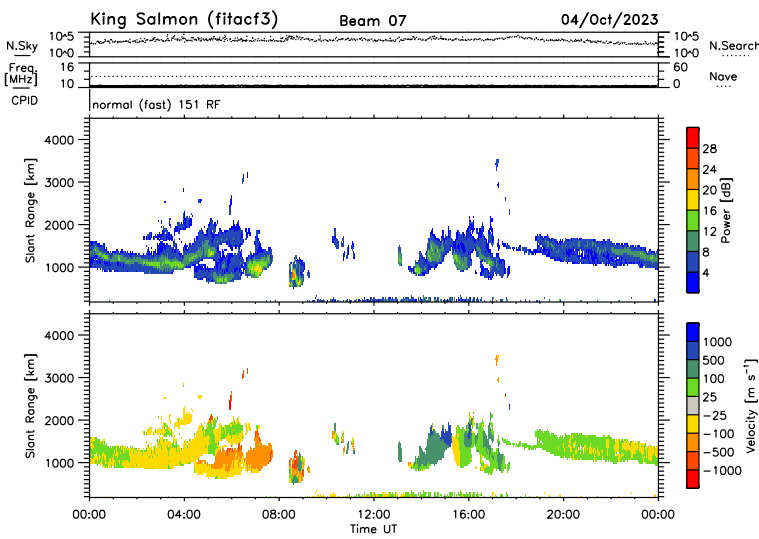 King Salmon (fitacf3) Beam 07 04/Oct/2023
N.Sky 10^5 10^0 10^5 10^0 N.Search
Freq [MHz] 16 10 60 0 Nave
CPID normal (fast) 151 RF
Slant Range [km] 4000 3000 2000 1000
Power [dB] 28 24 20 16 12 8 4
Slant Range [km] 4000 3000 2000 1000
Velocity [m s⁻¹] 1000 500 100 25 −25 −100 −500 −1000
00:00 04:00 08:00 12:00 16:00 20:00 00:00
Time UT